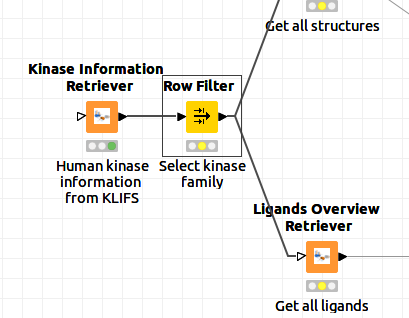 Get all structures
Kinase Information
Retriever
Row Filter
Human kinase
information
from KLIFS
Select kinase
family
Ligands Overview
Retriever
Get all ligands